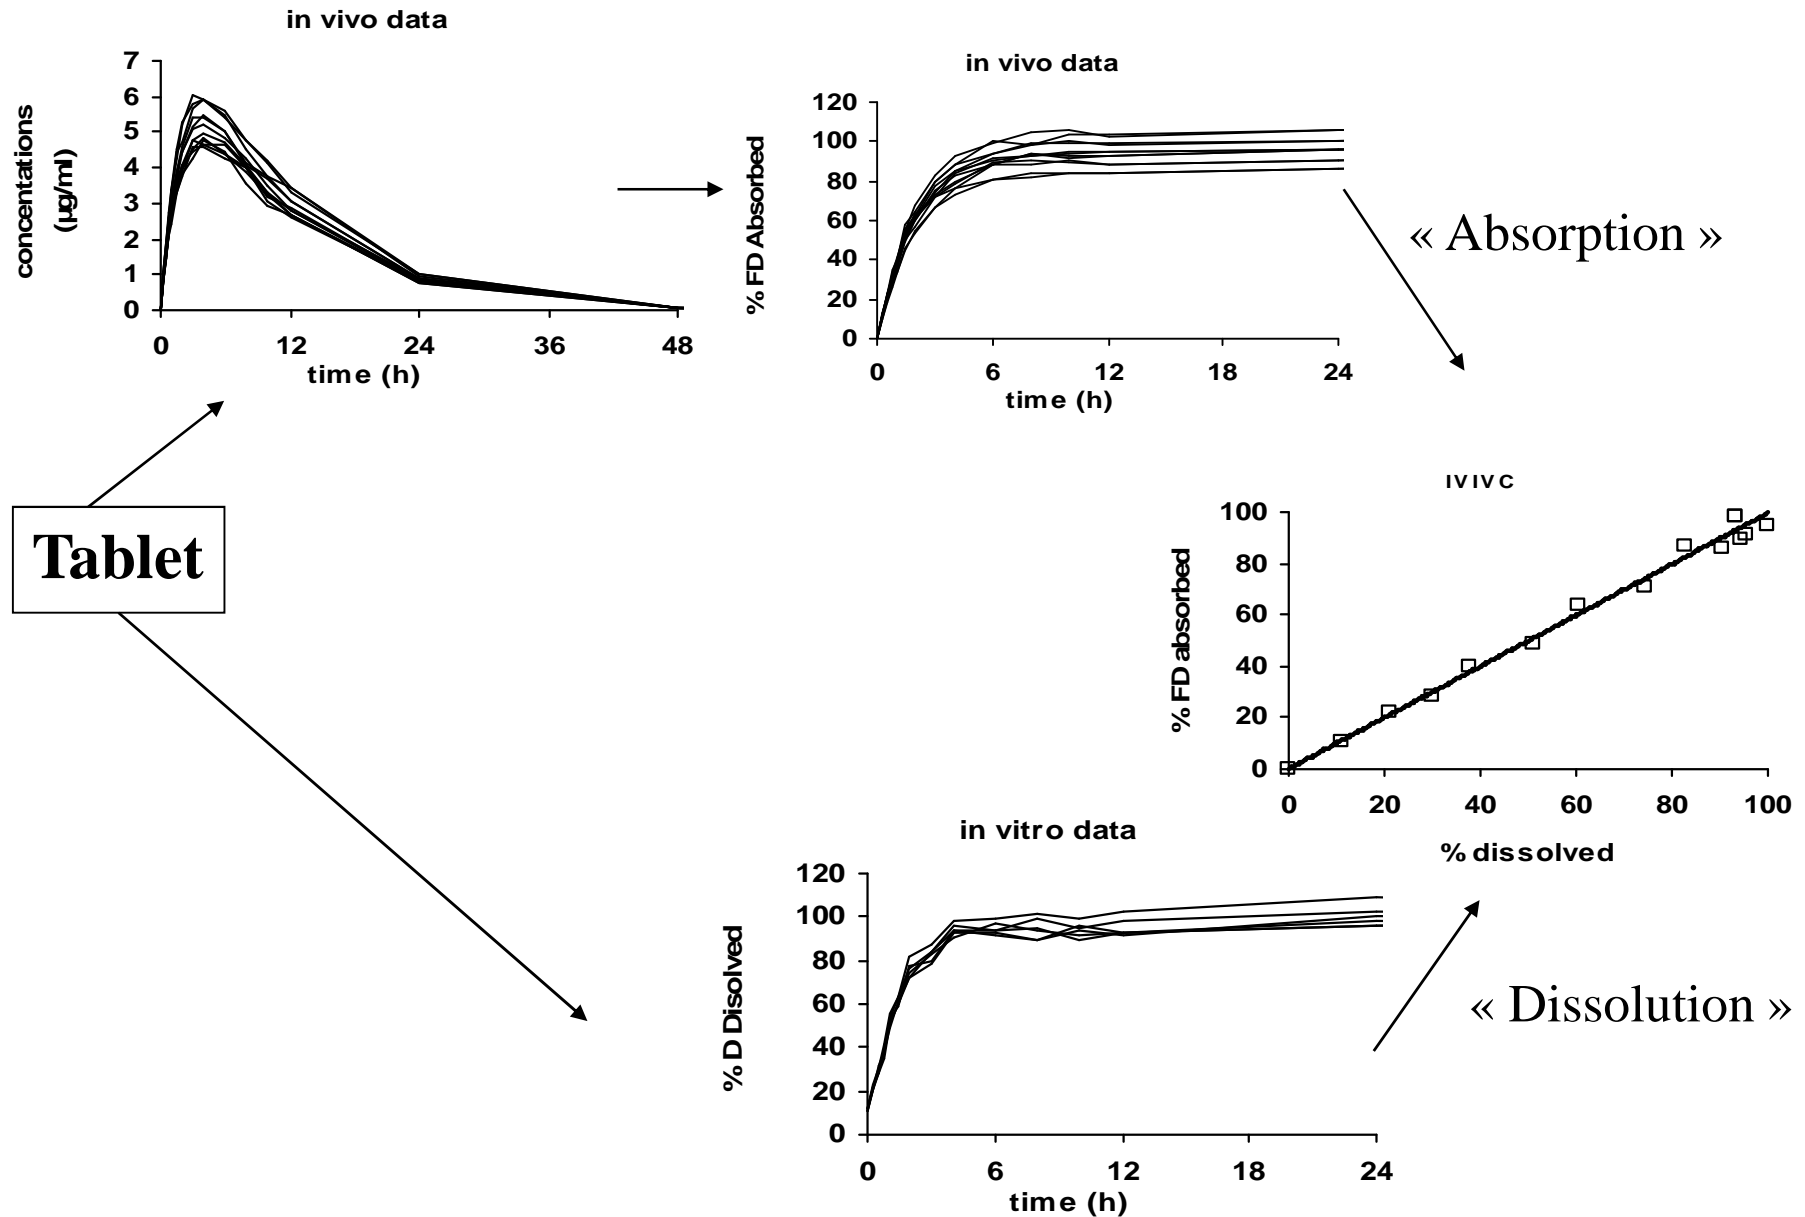 in vivo data
concentations
(µg/ml)
7
6
5
4
3
2
1
0
0 12 24 36 48
time (h)
in vivo data
% FD Absorbed
120
100
80
60
40
20
0
0 6 12 18 24
time (h)
« Absorption »
Tablet
IVIVC
% FD absorbed
100
80
60
40
20
0
0 20 40 60 80 100
% dissolved
in vitro data
% D Disolved
120
100
80
60
40
20
0
0 6 12 18 24
time (h)
« Dissolution »